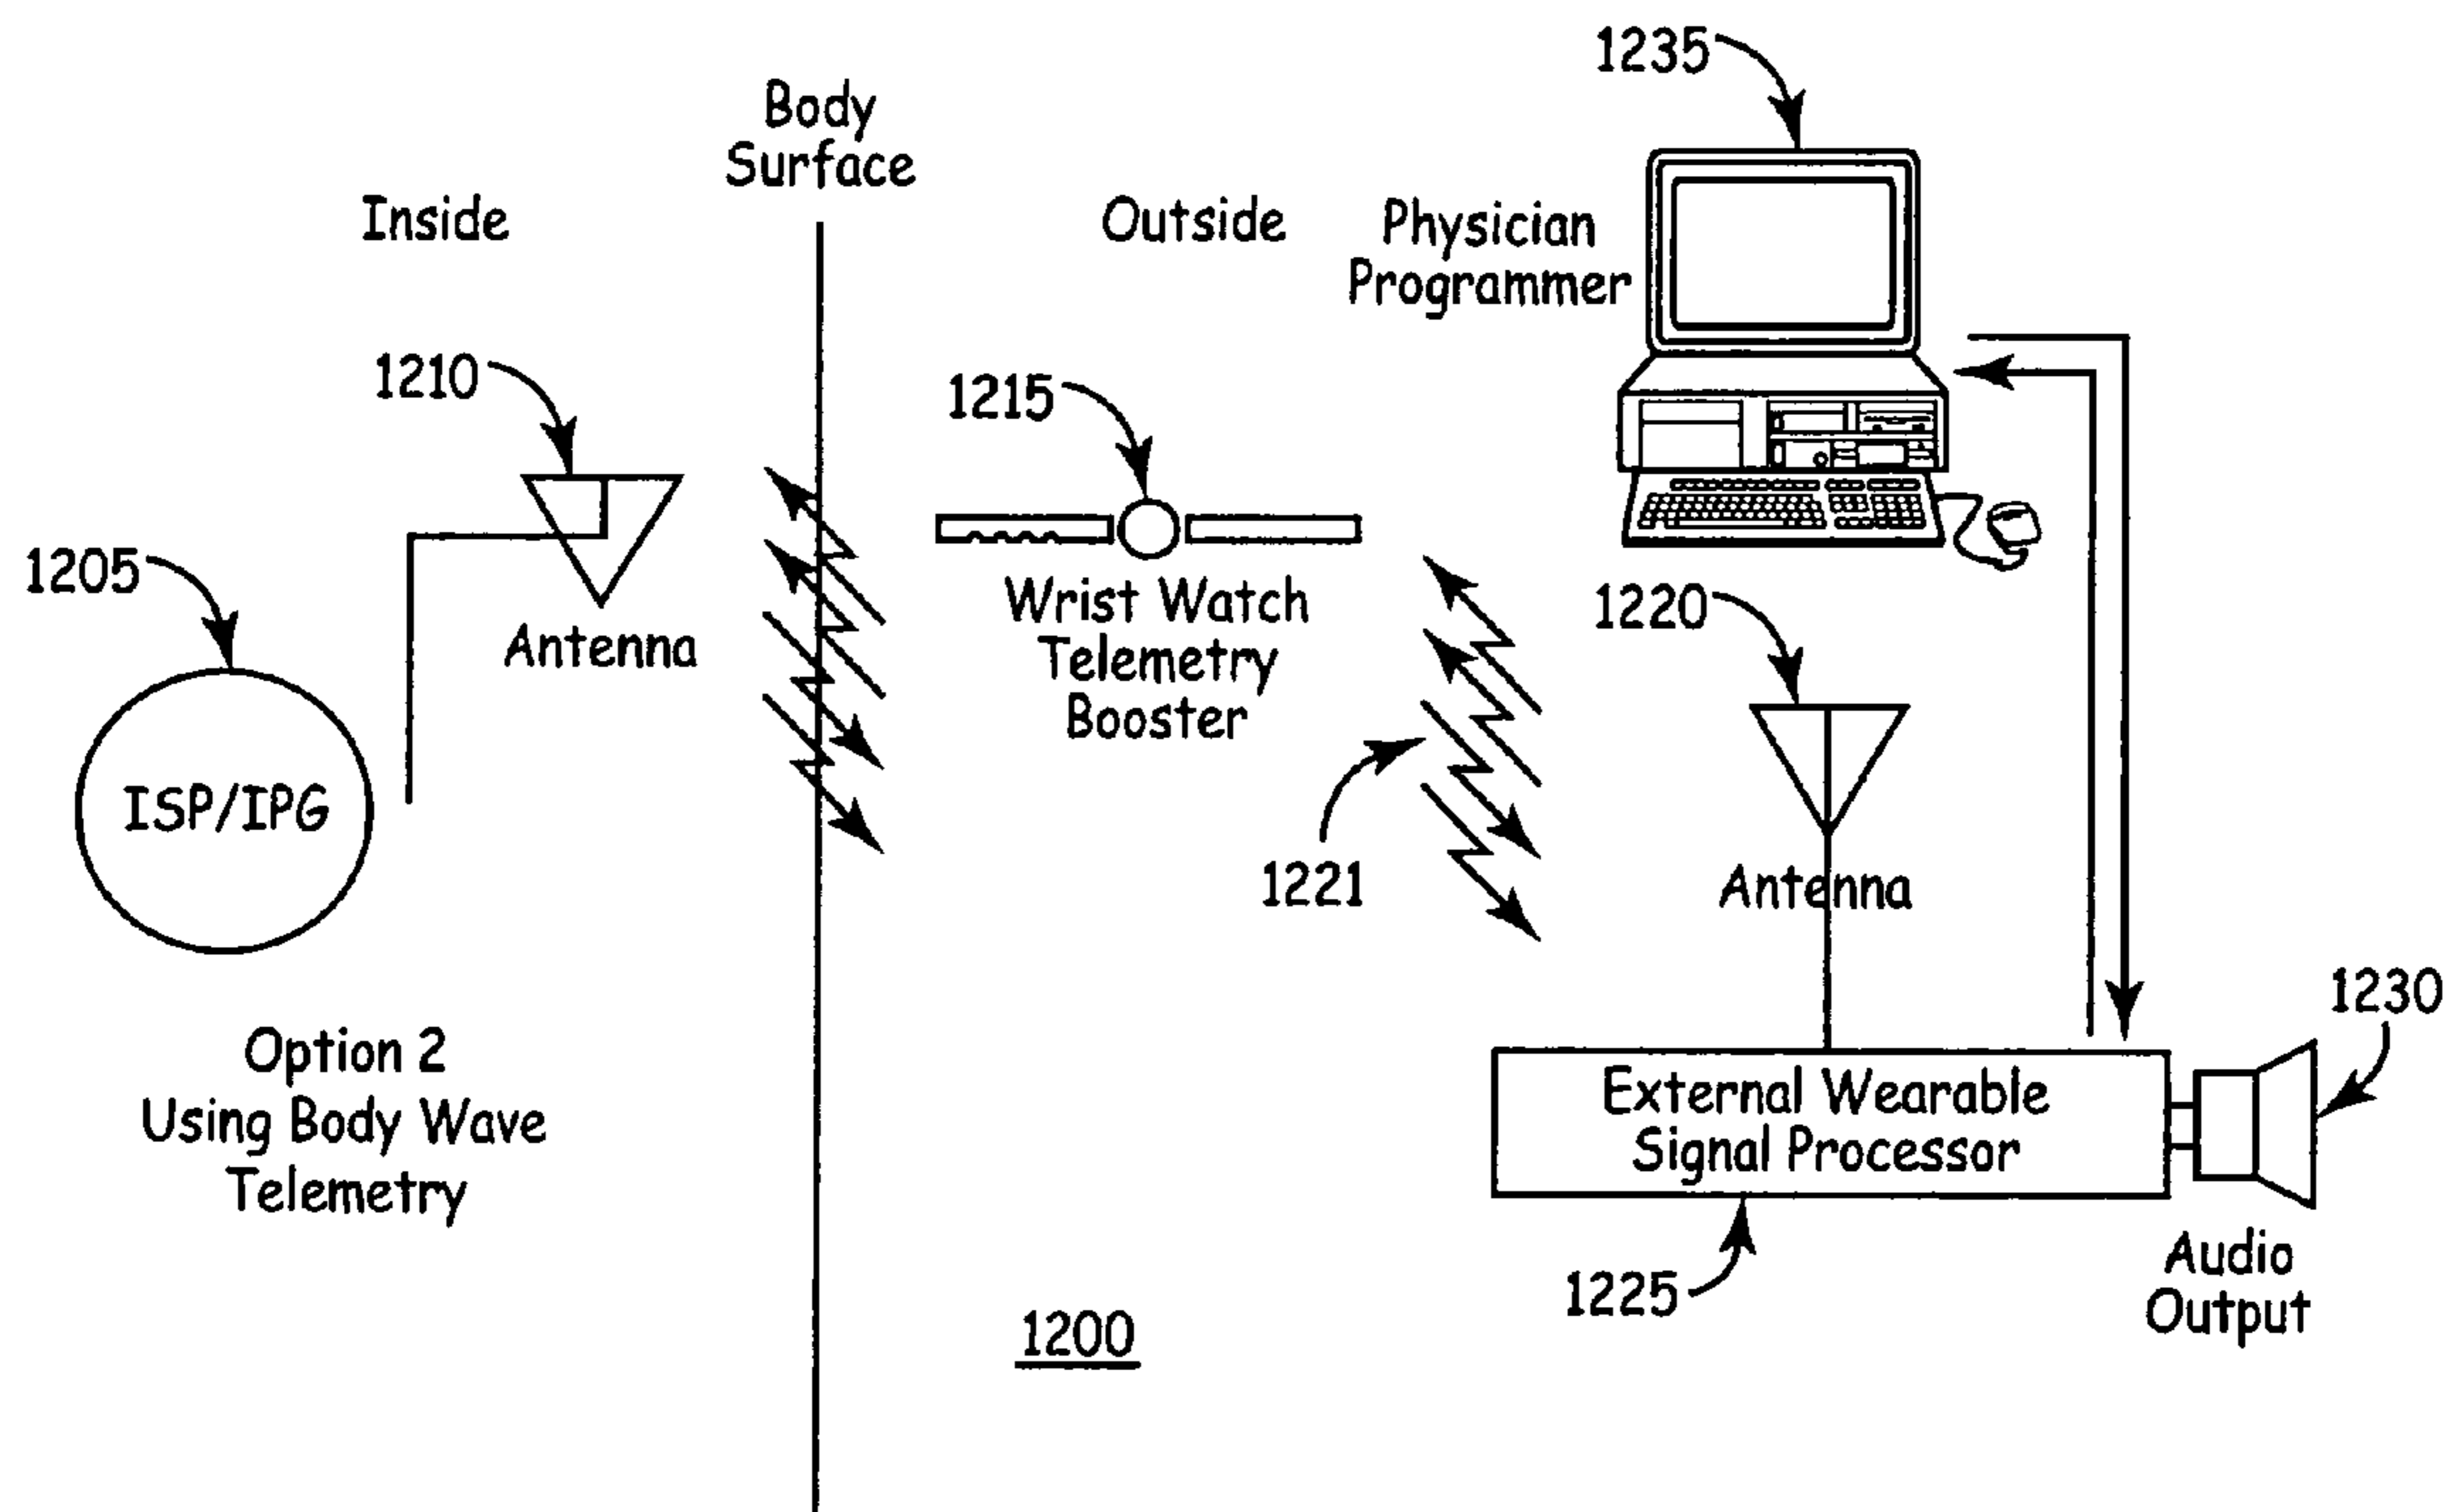 1235
Body
Surface
Inside
Outside
Physician
Programmer
1210
1215
1205
Antenna
Wrist Watch
Telemetry
Booster
1220
ISP/IPG
1221
Antenna
1230
Option 2
Using Body Wave
Telemetry
External Wearable
Signal Processor
1225
Audio
Output
1200